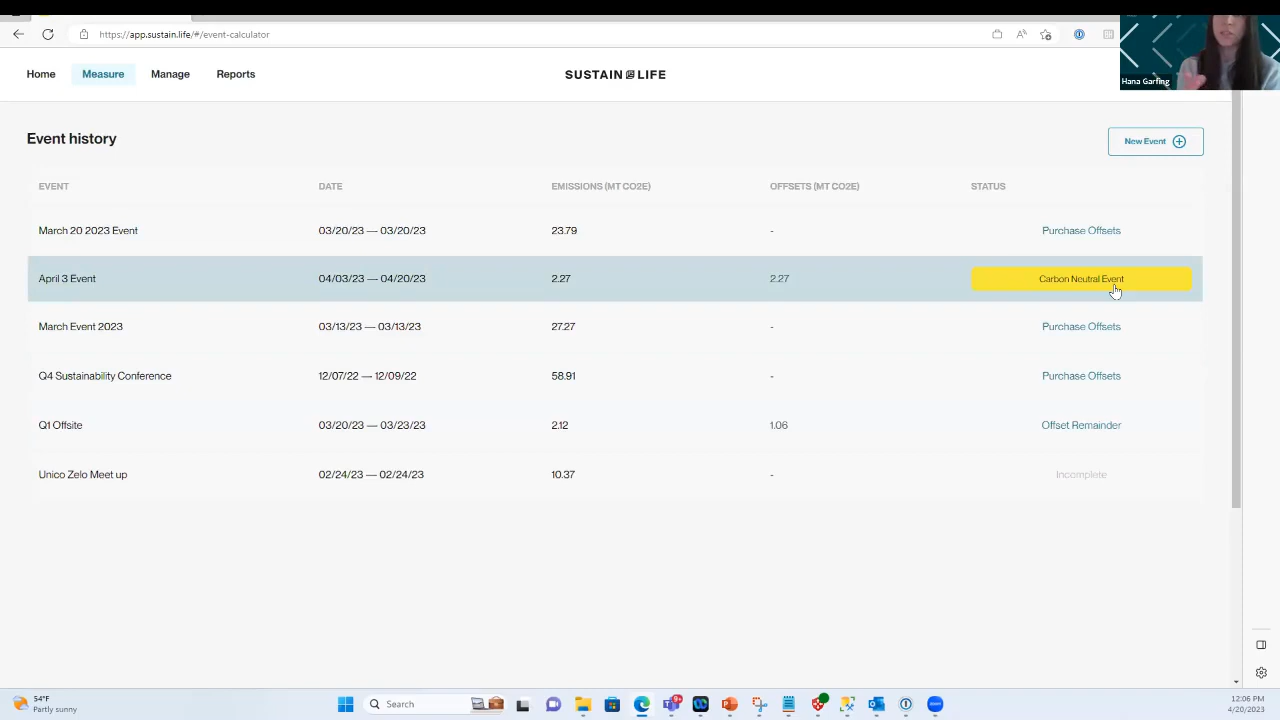 https://app.sustain.life/#/event-calculator
Hana Garfing
Home Measure Manage Reports SUSTAIN LIFE
Event history
New Event
EVENT DATE EMISSIONS (MT CO2E) OFFSETS (MT CO2E) STATUS
March 20 2023 Event 03/20/23 — 03/20/23 23.79 - Purchase Offsets
April 3 Event 04/03/23 — 04/20/23 2.27 2.27 Carbon Neutral Event
March Event 2023 03/13/23 — 03/13/23 27.27 - Purchase Offsets
Q4 Sustainability Conference 12/07/22 — 12/09/22 58.91 - Purchase Offsets
Q1 Offsite 03/20/23 — 03/23/23 2.12 1.06 Offset Remainder
Unico Zelo Meet up 02/24/23 — 02/24/23 10.37 - Incomplete
54°F
Partly sunny
Search
9+
12:06 PM
4/20/2023